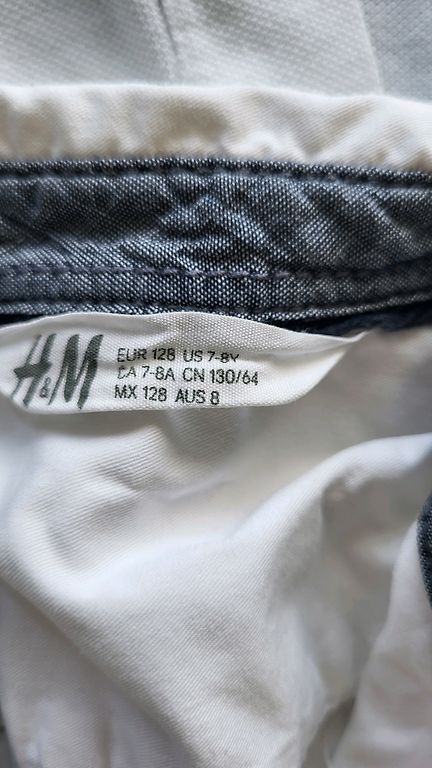 H&M
EUR 128 US 7-8Y
CA 7-8A CN 130/64
MX 128 AUS 8